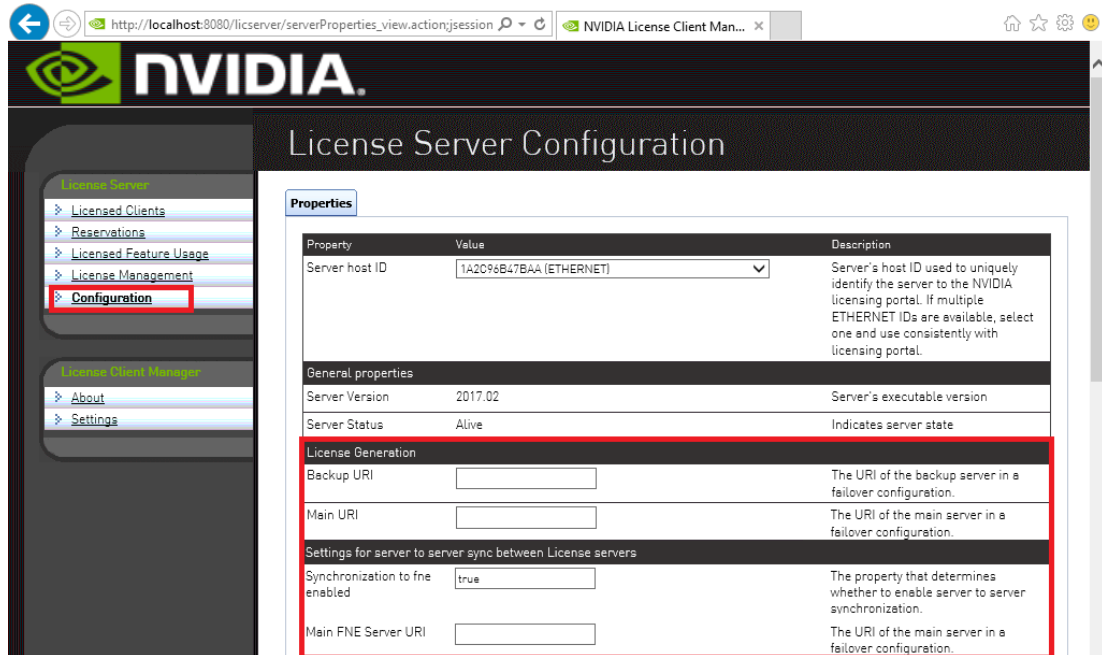 http://localhost:8080/licserver/serverProperties_view.action;jsession
NVIDIA License Client Man...
NVIDIA.
License Server Configuration
License Server
Licensed Clients
Reservations
Licensed Feature Usage
License Management
Configuration
License Client Manager
About
Settings
Properties
Property Value Description
Server host ID 1A2C96B47BAA (ETHERNET) Server's host ID used to uniquely
identify the server to the NVIDIA
licensing portal. If multiple
ETHERNET IDs are available, select
one and use consistently with
licensing portal.
General properties
Server Version 2017.02 Server's executable version
Server Status Alive Indicates server state
License Generation
Backup URI The URI of the backup server in a
failover configuration.
Main URI The URI of the main server in a
failover configuration.
Settings for server to server sync between License servers
Synchronization to fne true The property that determines
enabled whether to enable server to server
synchronization.
Main FNE Server URI The URI of the main server in a
failover configuration.